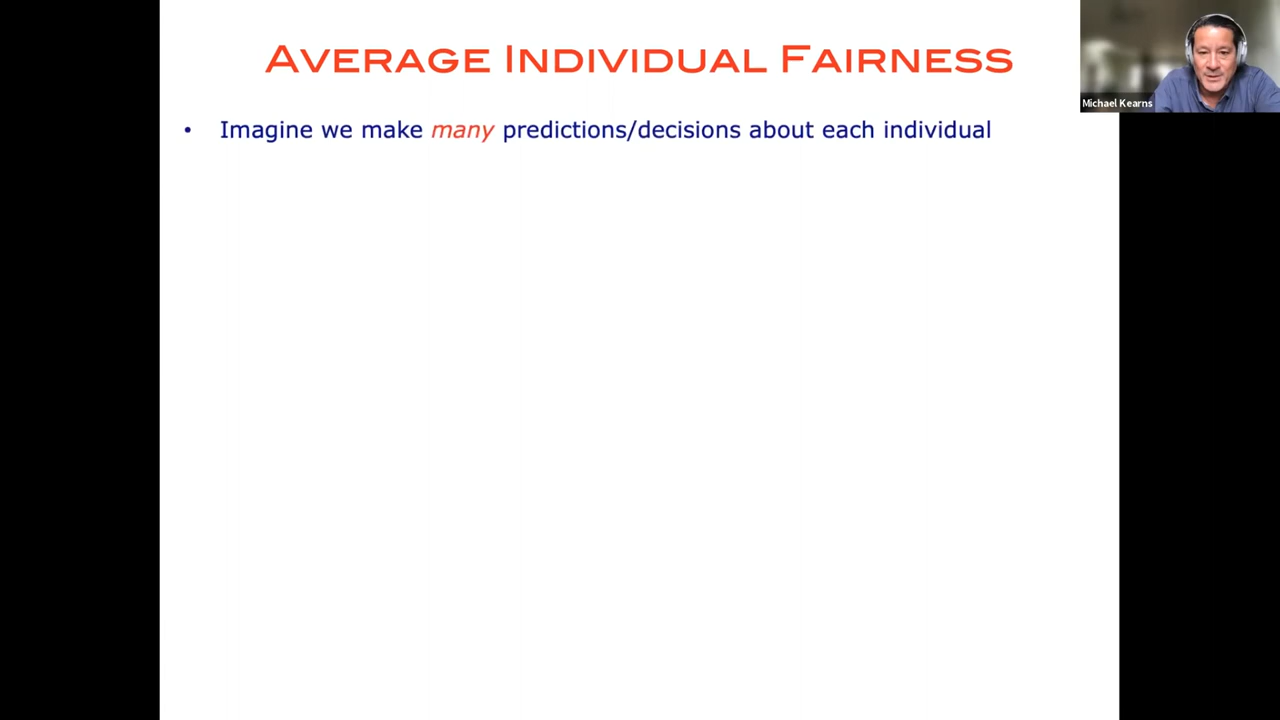 AVERAGE INDIVIDUAL FAIRNESS
• Imagine we make many predictions/decisions about each individual
Michael Kearns